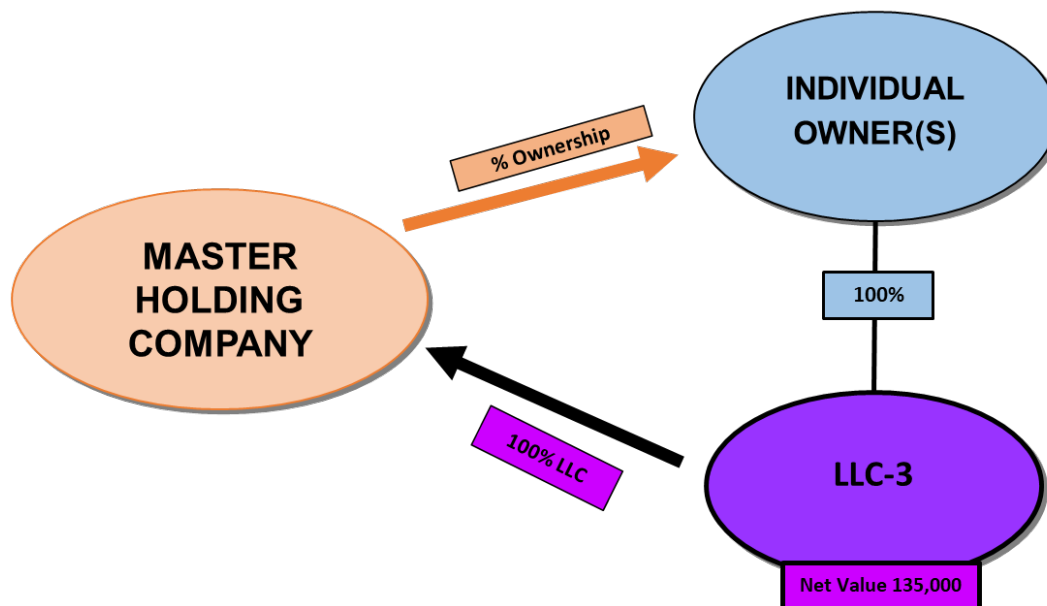 INDIVIDUAL
OWNER(S)
% Ownership
MASTER
HOLDING
COMPANY
100%
100% LLC
LLC-3
Net Value 135,000